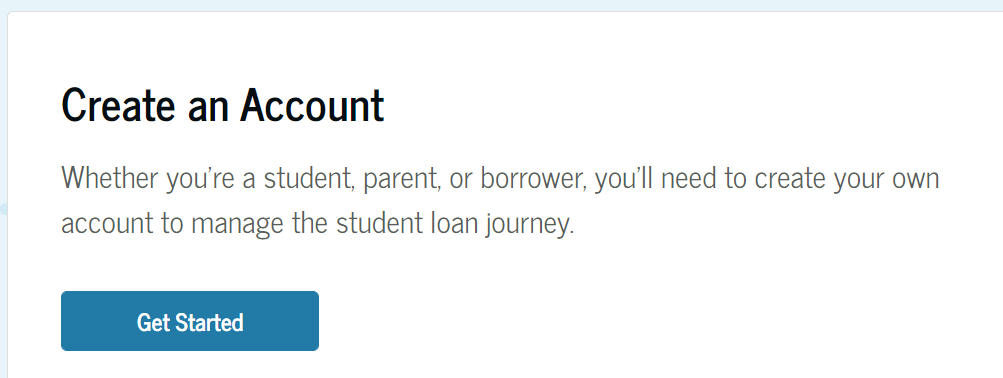 Create an Account
Whether you’re a student, parent, or borrower, you’ll need to create your own
account to manage the student loan journey.
Get Started